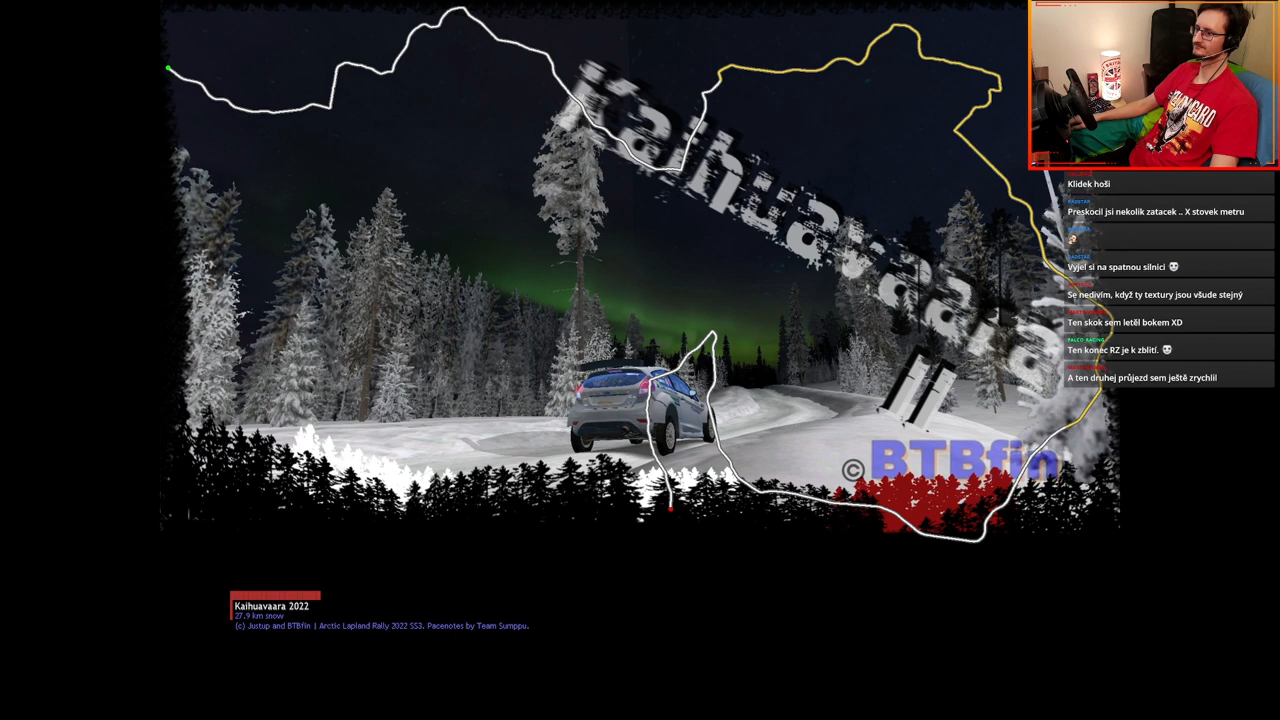 Kaihuavaara
II
© BTBfin
Klidek hoši
Preskocil jsi nekolik zatacek .. X stovek metru
Vyjel si na spatnou silnici
Se nedivím, když ty textury jsou všude stejný
Ten skok sem letěl bokem XD
FALCO RACING
Ten konec RZ je k zblití.
A ten druhej průjezd sem ještě zrychlil
Kaihuavaara 2022
27.9 km snow
(c) Justup and BTBfin | Arctic Lapland Rally 2022 SS3. Pacenotes by Team Sumppu.